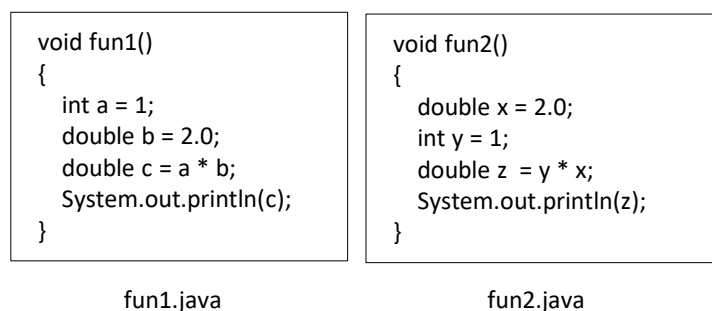 void fun1()
{
int a = 1;
double b = 2.0;
double c = a * b;
System.out.println(c);
}
fun1.java
void fun2()
{
double x = 2.0;
int y = 1;
double z  = y * x;
System.out.println(z);
}
fun2.java